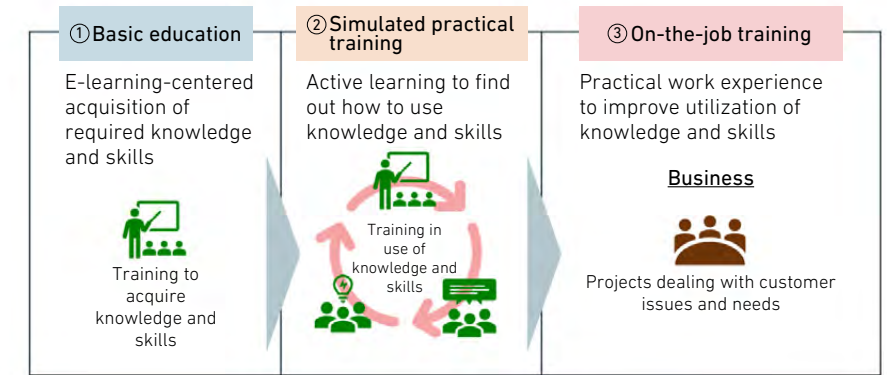 ①Basic education
E-learning-centered
acquisition of
required knowledge
and skills
Training to
acquire
knowledge and
skills
②Simulated practical
training
Active learning to find
out how to use
knowledge and skills
Training in
use of
knowledge and
skills
③On-the-job training
Practical work experience
to improve utilization of
knowledge and skills
Business
Projects dealing with customer
issues and needs